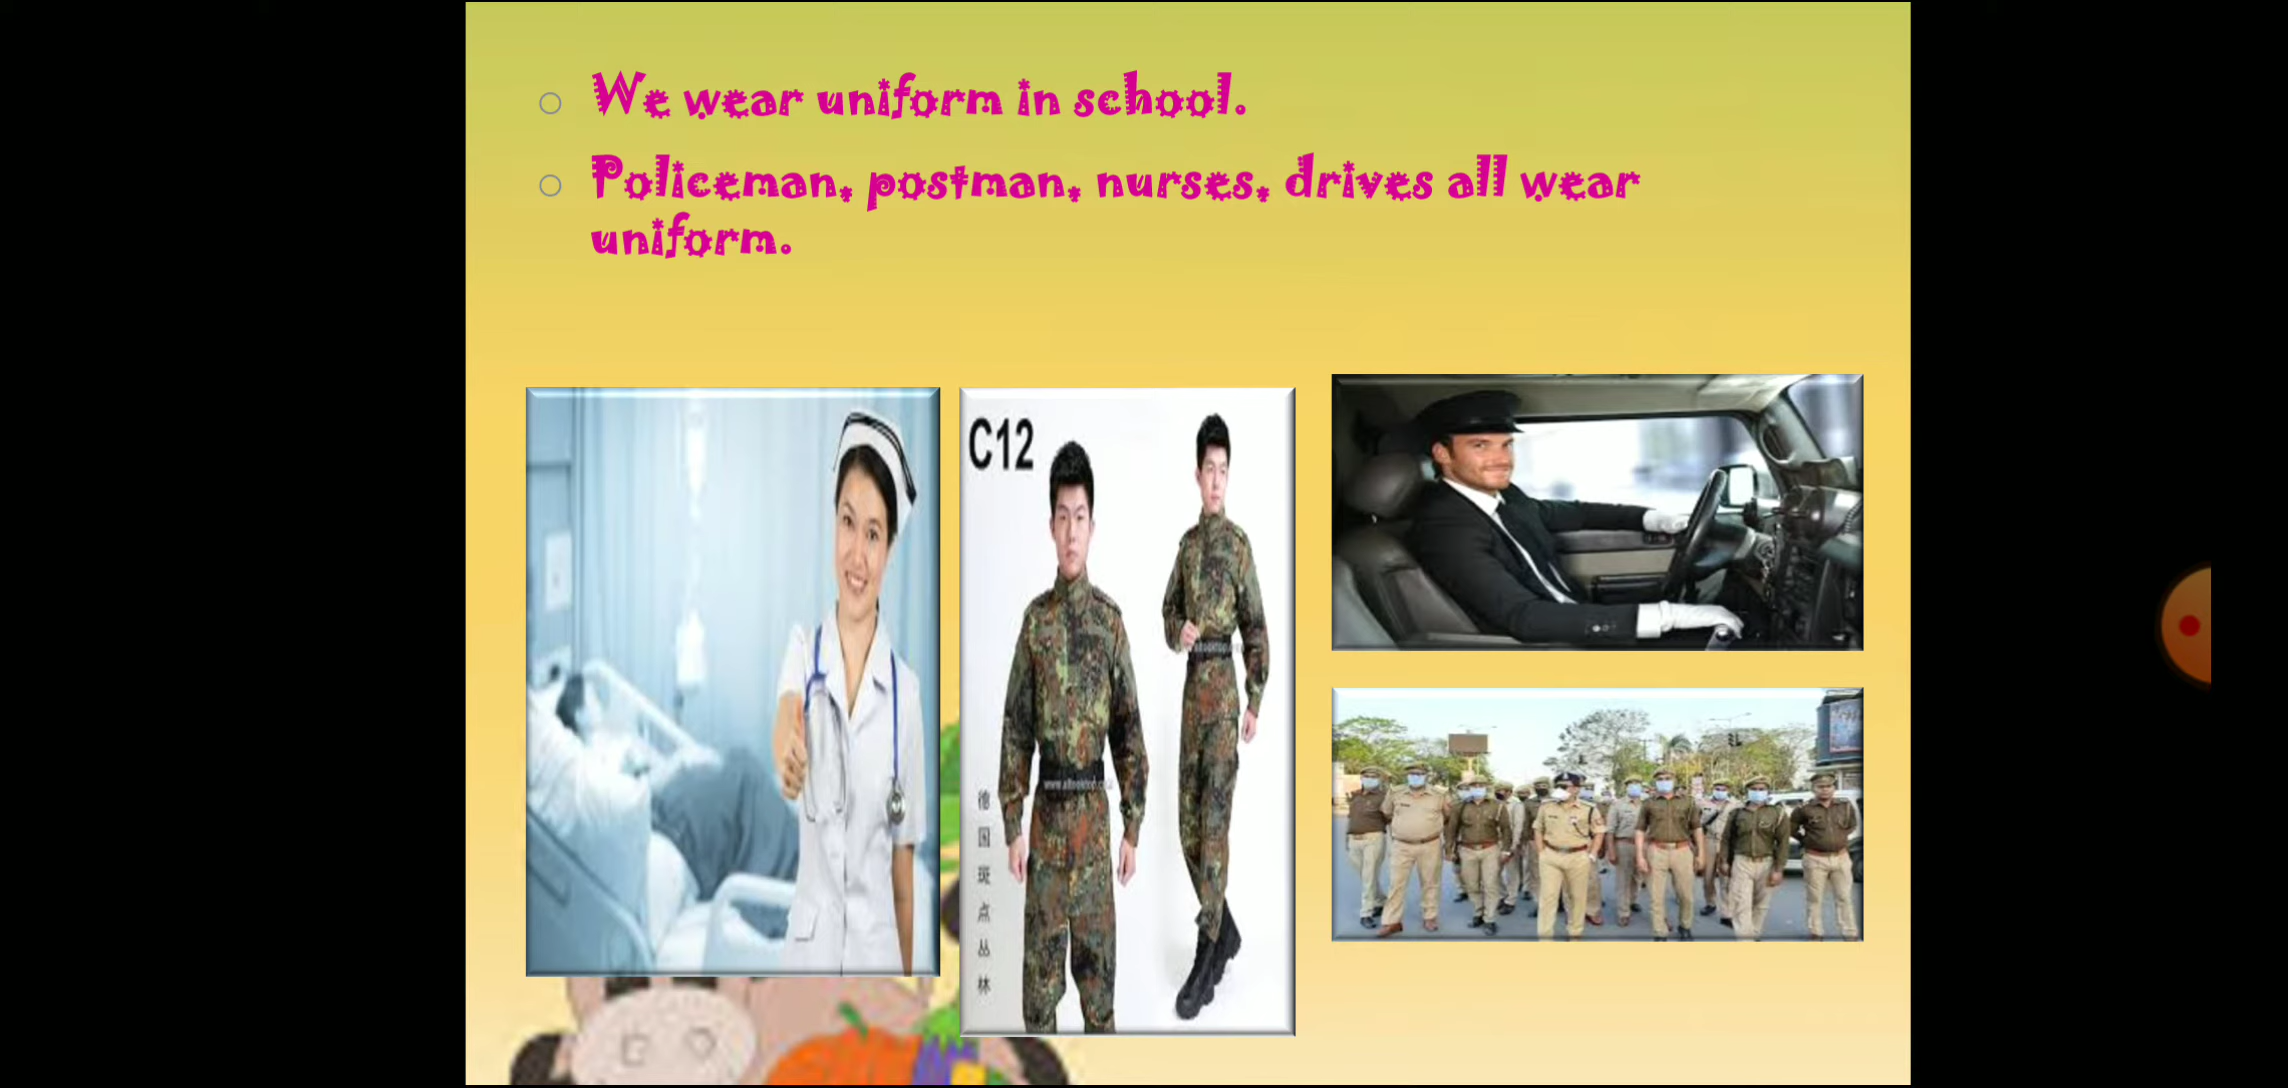 We wear uniform in school.
Policeman, postman, nurses, drives all wear
uniform.
C12
德
国
斑
点
丛
林